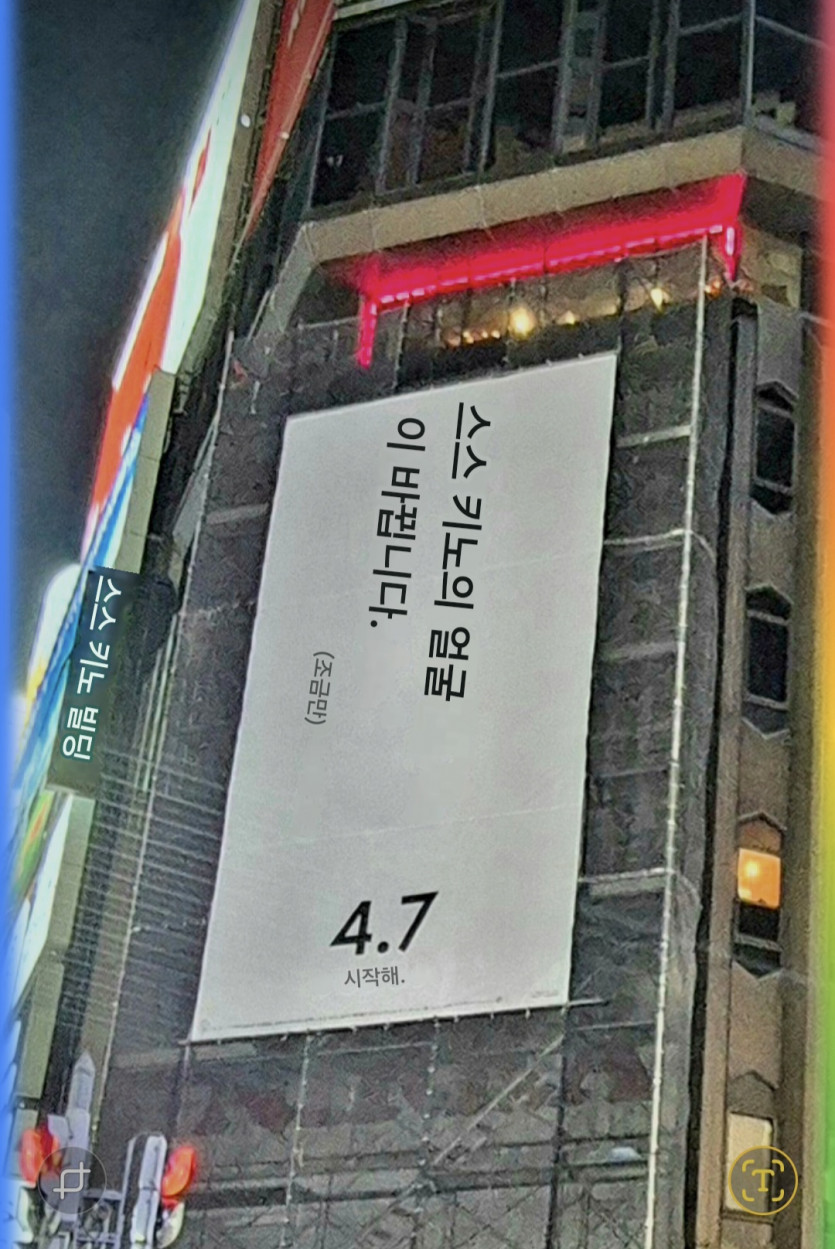 스스 키노의 얼굴
이 바뀝니다.
(조금만)
4.7
시작해.
스스 키노 빌딩